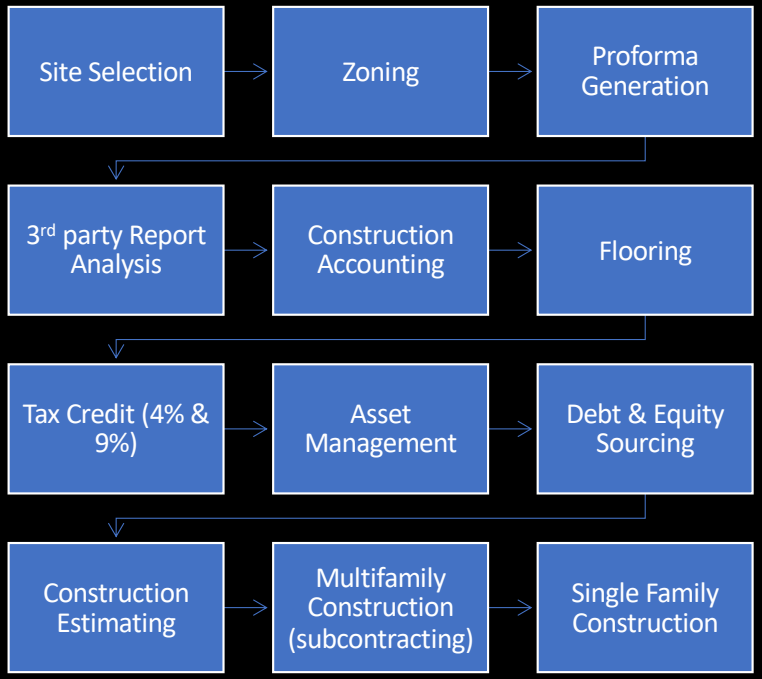 Site Selection
Zoning
Proforma
Generation
3rd party Report
Analysis
Construction
Accounting
Flooring
Tax Credit (4% &
9%)
Asset
Management
Debt & Equity
Sourcing
Construction
Estimating
Multifamily
Construction
(subcontracting)
Single Family
Construction